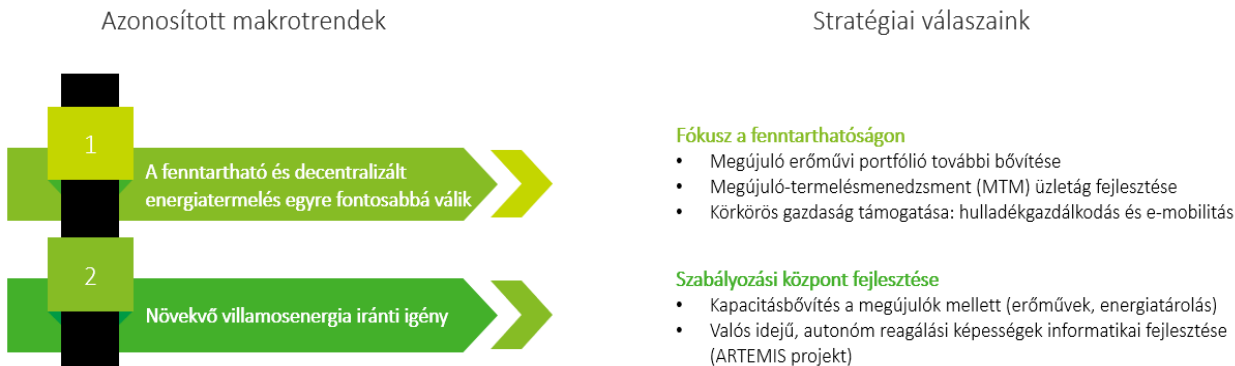 Azonosított makrotrendek
Stratégiai válaszaink
1
A fenntartható és decentralizált
energiatermelés egyre fontosabbá válik
Fókusz a fenntarthatóságon
• Megújuló erőművi portfólió további bővítése
• Megújuló-termelésmenedzsment (MTM) üzletág fejlesztése
• Körkörös gazdaság támogatása: hulladékgazdálkodás és e-mobilitás
2
Növekvő villamosenergia iránti igény
Szabályozási központ fejlesztése
• Kapacitásbővítés a megújulók mellett (erőművek, energiatárolás)
• Valós idejű, autonóm reagálási képességek informatikai fejlesztése
(ARTEMIS projekt)